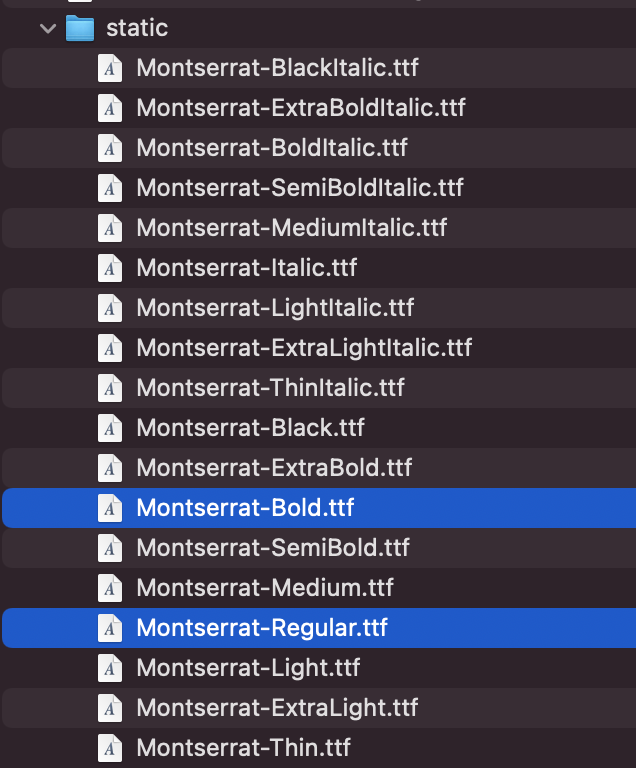 static
Montserrat-BlackItalic.ttf
Montserrat-ExtraBoldItalic.ttf
Montserrat-BoldItalic.ttf
Montserrat-SemiBoldItalic.ttf
Montserrat-MediumItalic.ttf
Montserrat-Italic.ttf
Montserrat-LightItalic.ttf
Montserrat-ExtraLightItalic.ttf
Montserrat-ThinItalic.ttf
Montserrat-Black.ttf
Montserrat-ExtraBold.ttf
Montserrat-Bold.ttf
Montserrat-SemiBold.ttf
Montserrat-Medium.ttf
Montserrat-Regular.ttf
Montserrat-Light.ttf
Montserrat-ExtraLight.ttf
Montserrat-Thin.ttf